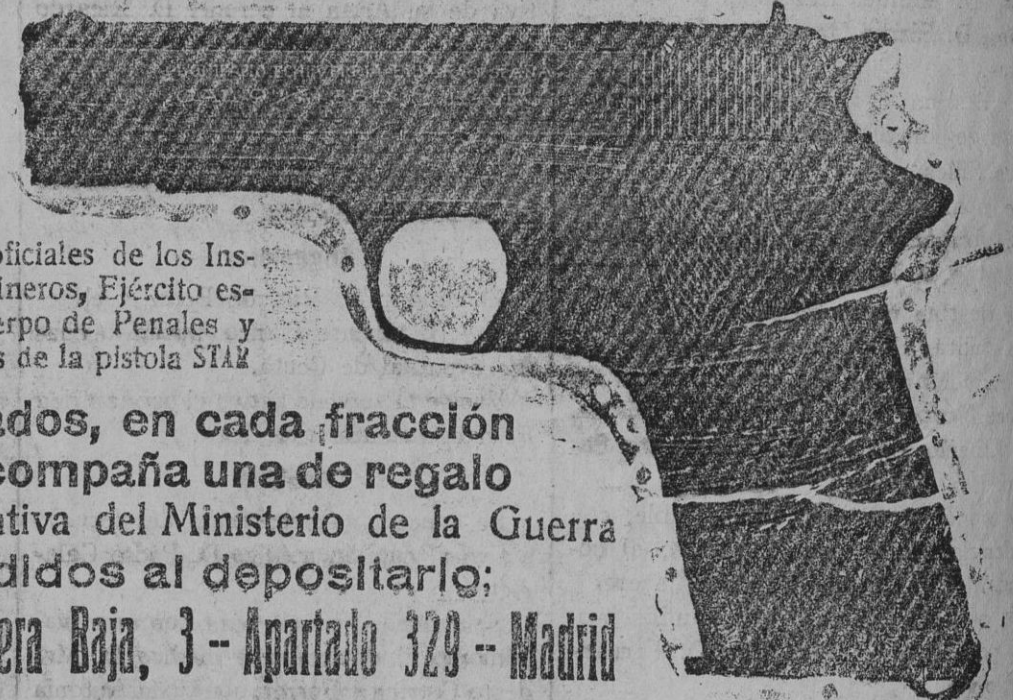 oficiales de los Ins-
ineros, Ejército es-
erpo de Penales y
s de la pistola STAR
ados, en cada fracción
compaña una de regalo
ativa del Ministerio de la Guerra
didos al depositario;
era Baja, 3 -- Apartado 329 -- Madrid